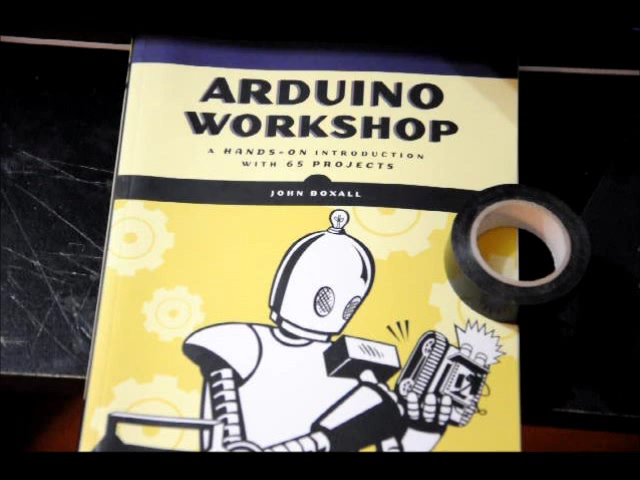 ARDUINO
WORKSHOP
A HANDS-ON INTRODUCTION
WITH 65 PROJECTS
JOHN BOXALL